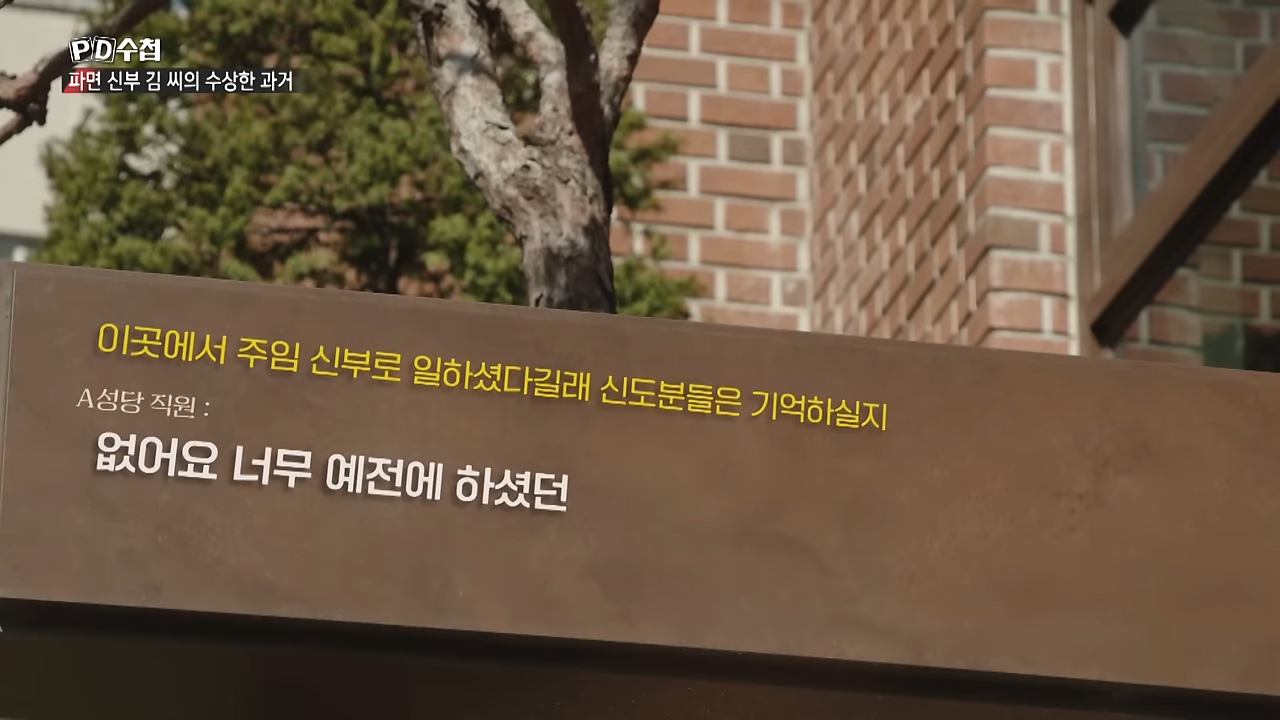 PD수첩
파면 신부 김 씨의 수상한 과거
이곳에서 주임 신부로 일하셨다길래 신도분들은 기억하실지
A성당 직원 :
없어요 너무 예전에 하셨던